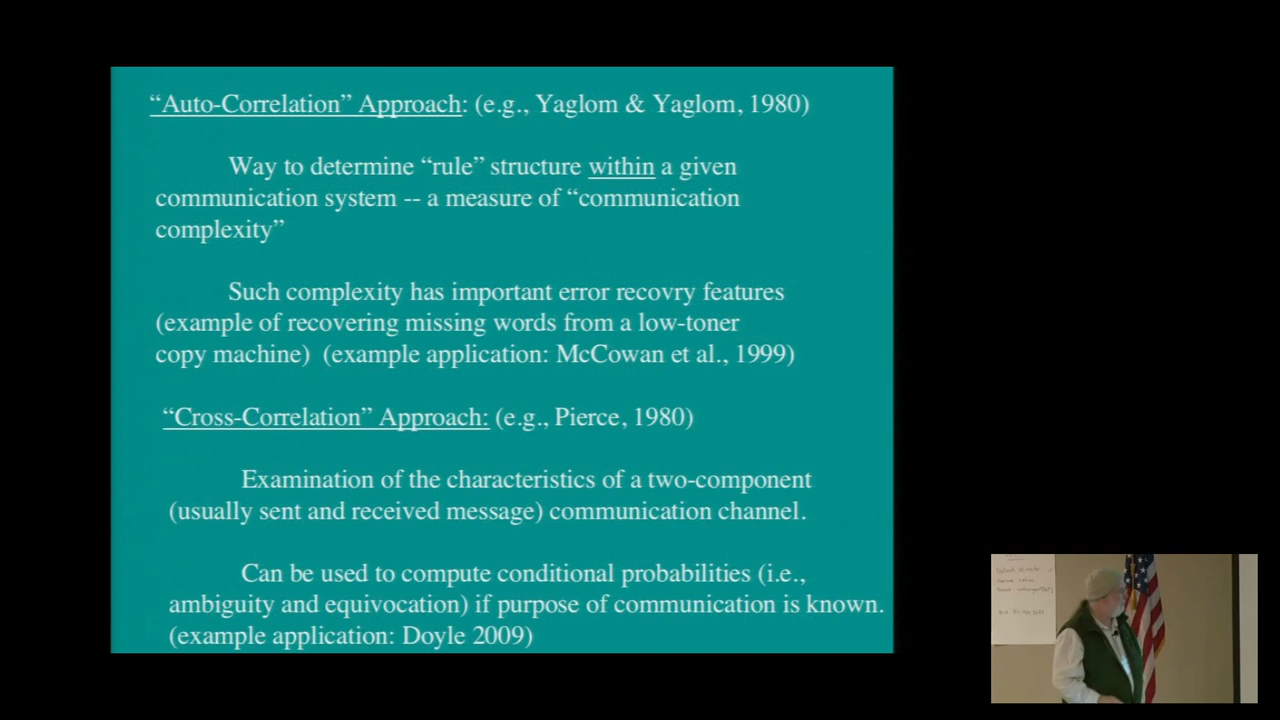 “Auto-Correlation” Approach: (e.g., Yaglom & Yaglom, 1980)
Way to determine “rule” structure within a given
communication system -- a measure of “communication
complexity”
Such complexity has important error recovry features
(example of recovering missing words from a low-toner
copy machine)  (example application: McCowan et al., 1999)
“Cross-Correlation” Approach: (e.g., Pierce, 1980)
Examination of the characteristics of a two-component
(usually sent and received message) communication channel.
Can be used to compute conditional probabilities (i.e.,
ambiguity and equivocation) if purpose of communication is known.
(example application: Doyle 2009)